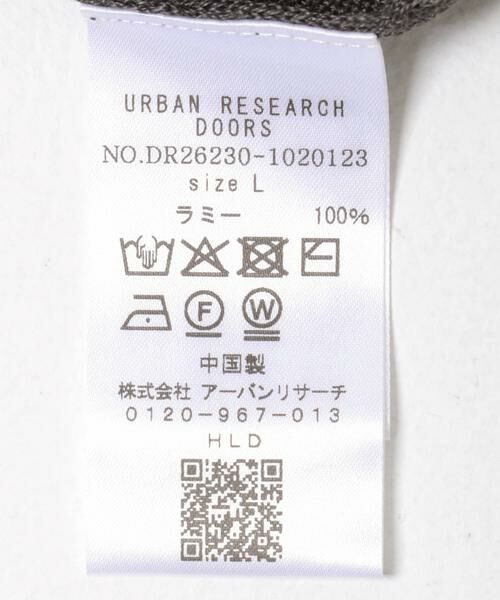 URBAN RESEARCH
DOORS
NO.DR26230-1020123
size L
ラミー 100%
F W
中国製
株式会社 アーバンリサーチ
0120-967-013
HLD